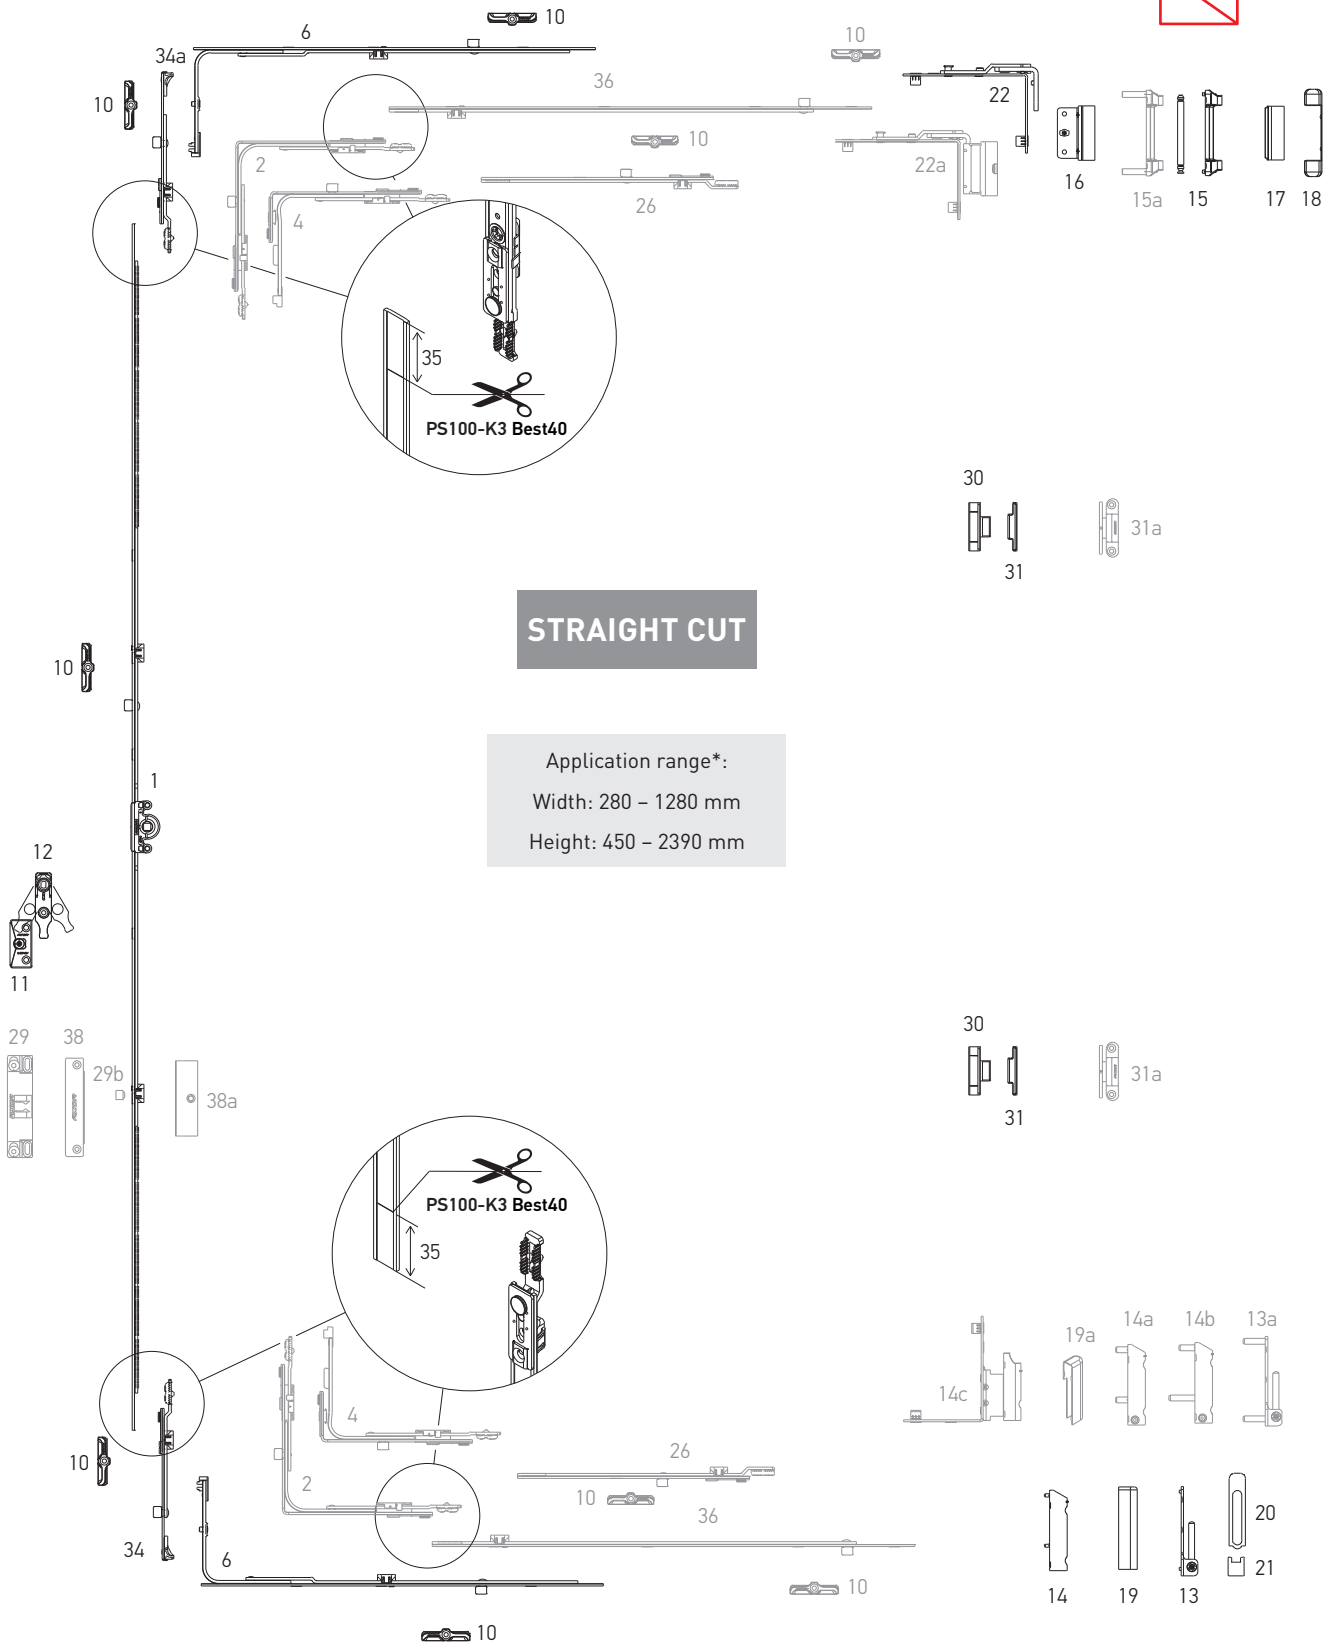 10
6
34a
10
36
10
22
10
2
10
22a
16
15a
15
17
18
26
4
35
PS100-K3 Best40
30
31a
31
STRAIGHT CUT
10
Application range*:
Width: 280 – 1280 mm
Height: 450 – 2390 mm
1
12
11
29
38
29b
38a
30
31a
31
PS100-K3 Best40
35
19a
14a
14b
13a
14c
4
10
2
26
10
36
34
6
10
20
21
14
19
13
10